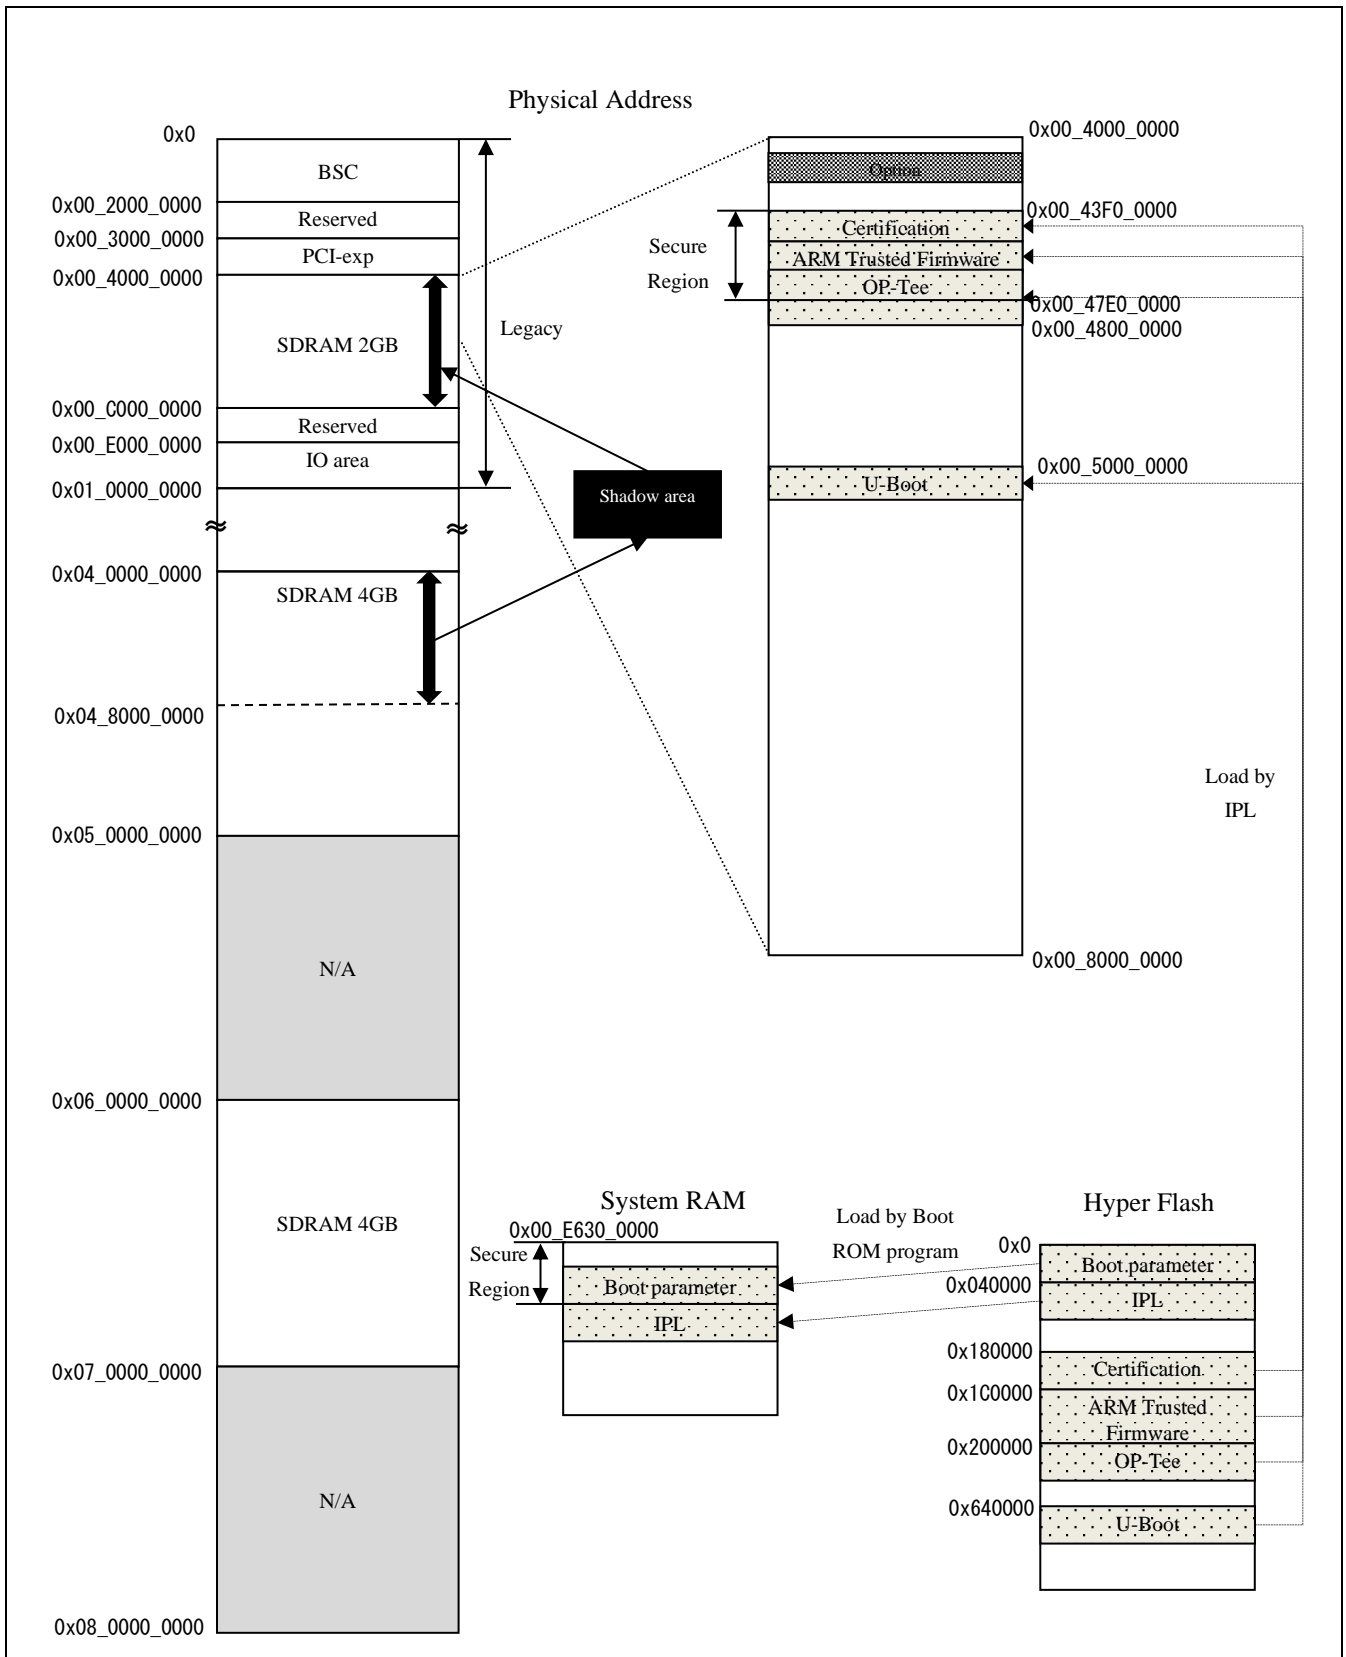 Physical Address
0x0
BSC
0x00_2000_0000
Reserved
0x00_3000_0000
PCI-exp
0x00_4000_0000
SDRAM 2GB
Legacy
0x00_C000_0000
Reserved
0x00_E000_0000
IO area
0x01_0000_0000
Shadow area
0x04_0000_0000
SDRAM 4GB
0x04_8000_0000
0x05_0000_0000
N/A
0x06_0000_0000
SDRAM 4GB
0x07_0000_0000
N/A
0x08_0000_0000
0x00_4000_0000
Option
0x00_43F0_0000
Secure
Region
Certification
ARM Trusted Firmware
OP-Tee
0x00_47E0_0000
0x00_4800_0000
0x00_5000_0000
U-Boot
0x00_8000_0000
Load by
IPL
System RAM
0x00_E630_0000
Secure
Region
Boot parameter
IPL
Load by Boot
ROM program
Hyper Flash
0x0
Boot parameter
0x040000
IPL
0x180000
Certification
0x1C0000
ARM Trusted
Firmware
0x200000
OP-Tee
0x640000
U-Boot